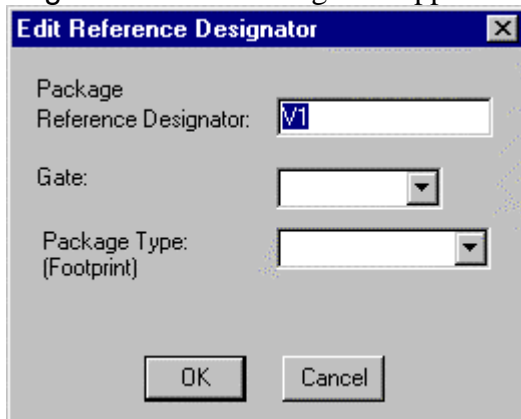 Edit Reference Designator
Package
Reference Designator:
V1
Gate:
Package Type:
(Footprint)
OK
Cancel